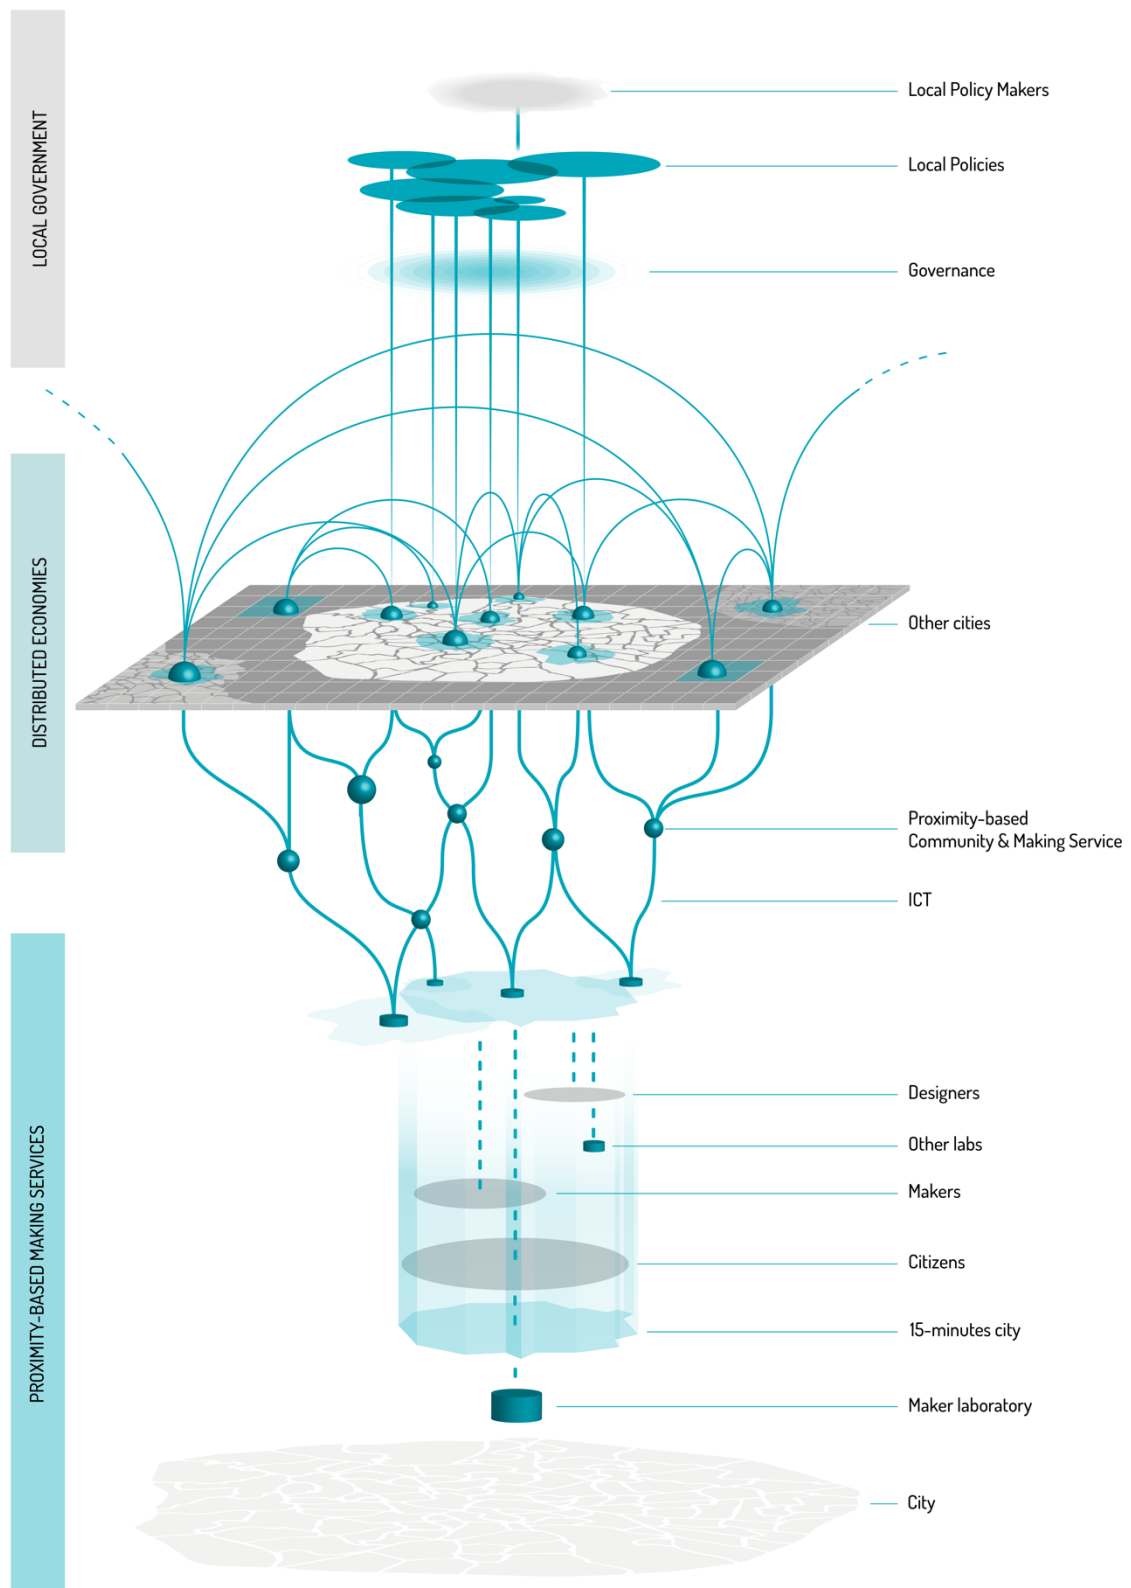 LOCAL GOVERNMENT
Local Policy Makers
Local Policies
Governance
DISTRIBUTED ECONOMIES
Other cities
Proximity-based
Community & Making Service
ICT
PROXIMITY-BASED MAKING SERVICES
Designers
Other labs
Makers
Citizens
15-minutes city
Maker laboratory
City